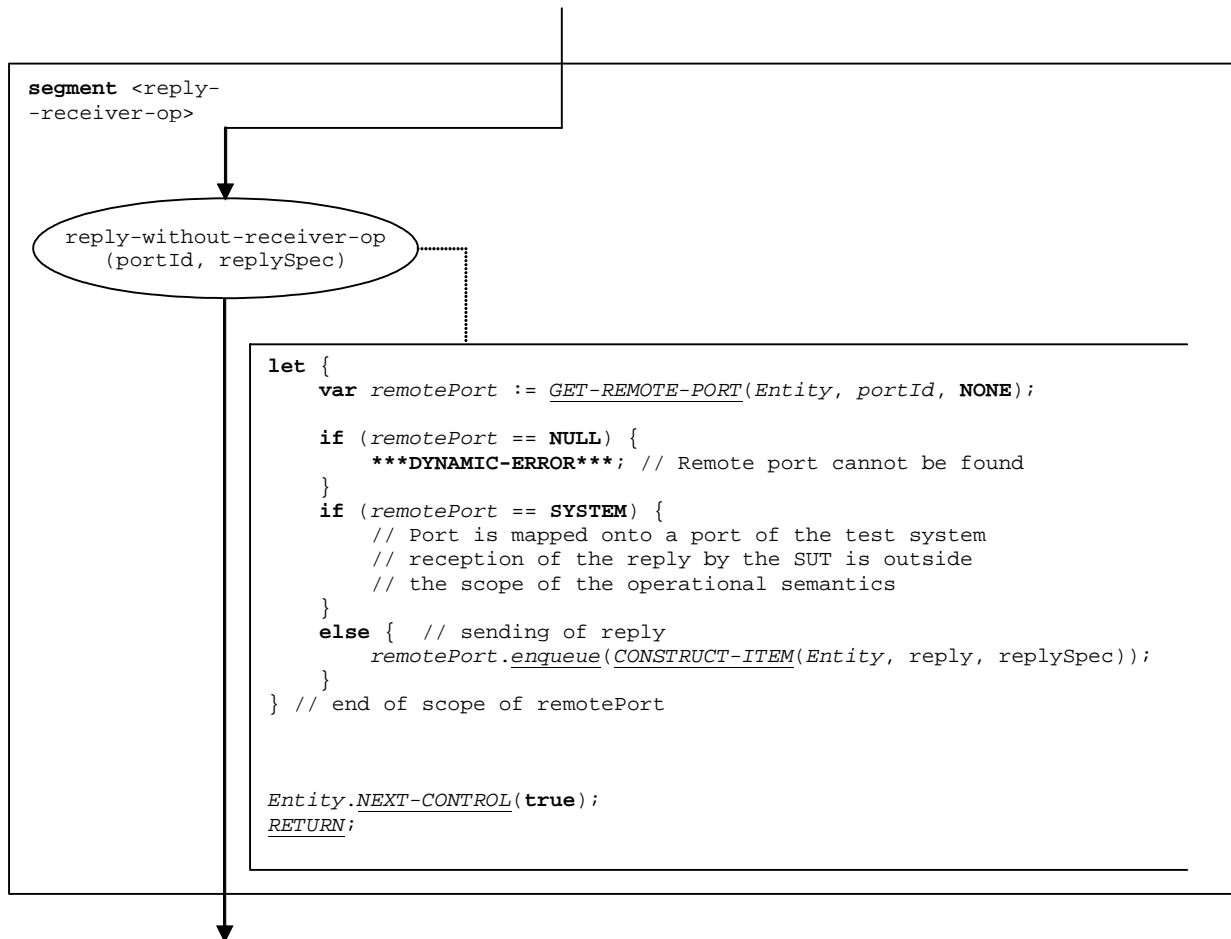 segment <reply-
-receiver-op>
reply-without-receiver-op
(portId, replySpec)
let {
var remotePort := GET-REMOTE-PORT(Entity, portId, NONE);
if (remotePort == NULL) {
***DYNAMIC-ERROR***; // Remote port cannot be found
}
if (remotePort == SYSTEM) {
// Port is mapped onto a port of the test system
// reception of the reply by the SUT is outside
// the scope of the operational semantics
}
else { // sending of reply
remotePort.enqueue(CONSTRUCT-ITEM(Entity, reply, replySpec));
}
} // end of scope of remotePort
Entity.NEXT-CONTROL(true);
RETURN;